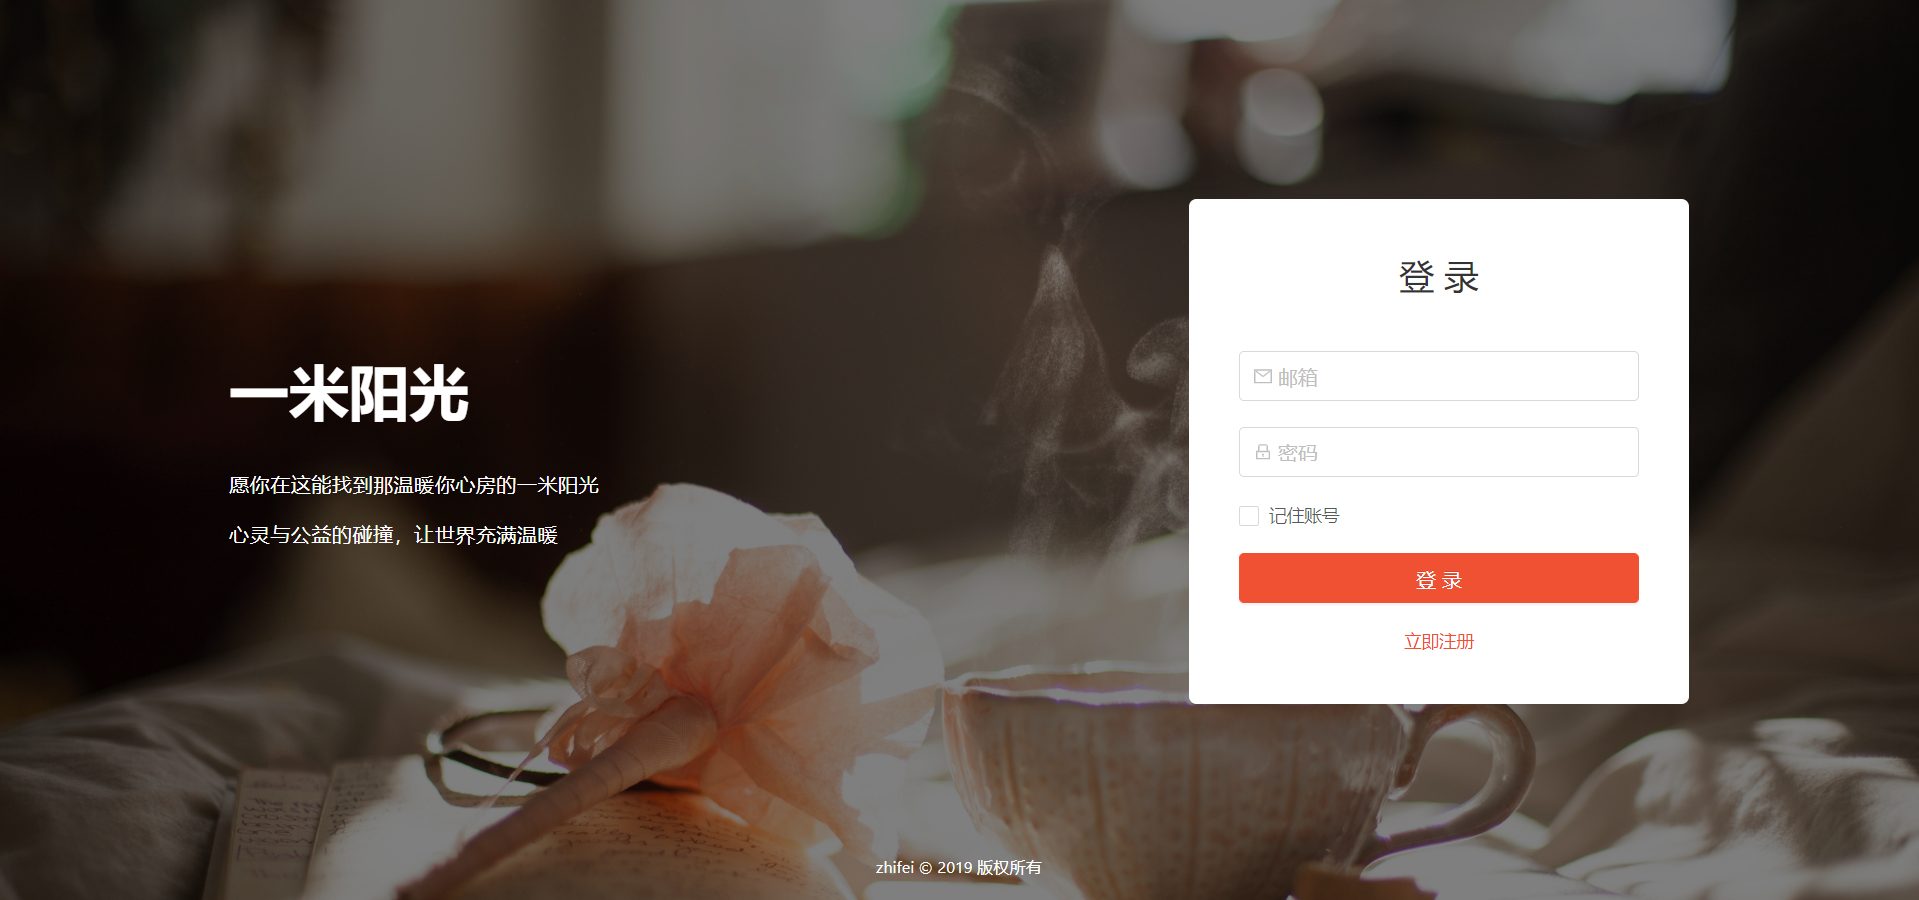 一米阳光
愿你在这能找到那温暖你心房的一米阳光
心灵与公益的碰撞，让世界充满温暖
登 录
邮箱
密码
记住账号
登 录
立即注册
zhifei © 2019 版权所有